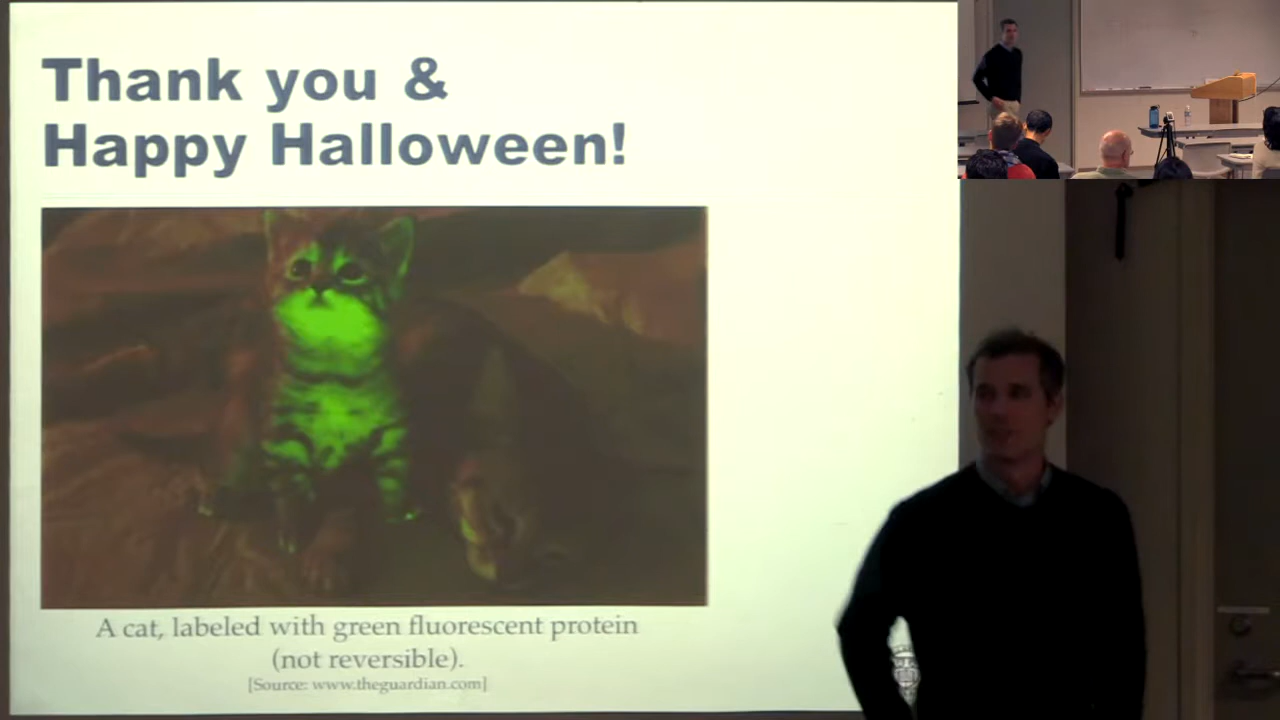 Thank you &
Happy Halloween!
A cat, labeled with green fluorescent protein
(not reversible).
[Source: www.theguardian.com]